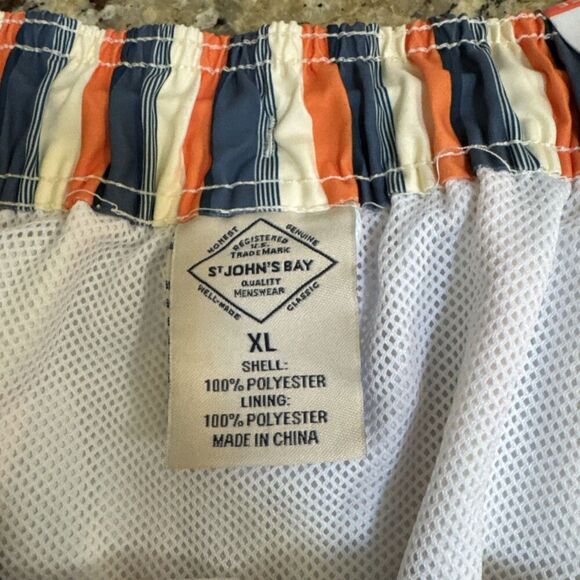 HONEST GENUINE
REGISTERED
U.S.
TRADEMARK
ST JOHN'S BAY
QUALITY
MENSWEAR
WELL-MADE CLASSIC
XL
SHELL:
100% POLYESTER
LINING:
100% POLYESTER
MADE IN CHINA